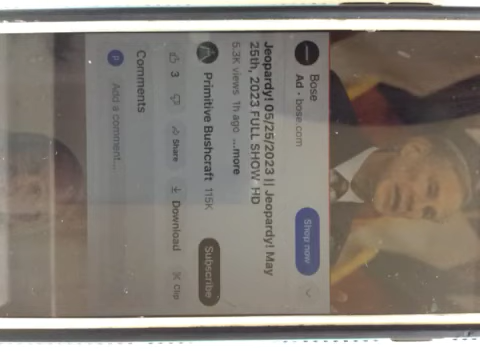 Bose
Ad · bose.com
Shop now
Jeopardy! 05/25/2023 || Jeopardy! May
25th, 2023 FULL SHOW HD
5.3K views 1h ago ...more
Primitive Bushcraft 115K
Subscribe
3
Share
Download
Clip
Comments
Add a comment...